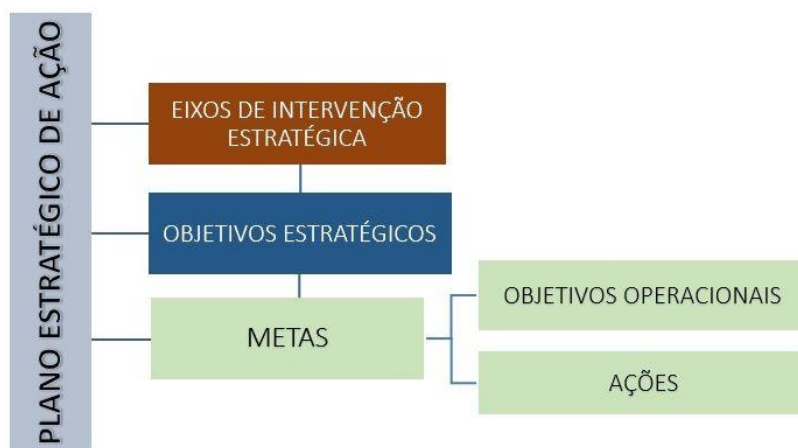 PLANO ESTRATÉGICO DE AÇÃO
EIXOS DE INTERVENÇÃO
ESTRATÉGICA
OBJETIVOS ESTRATÉGICOS
METAS
OBJETIVOS OPERACIONAIS
AÇÕES